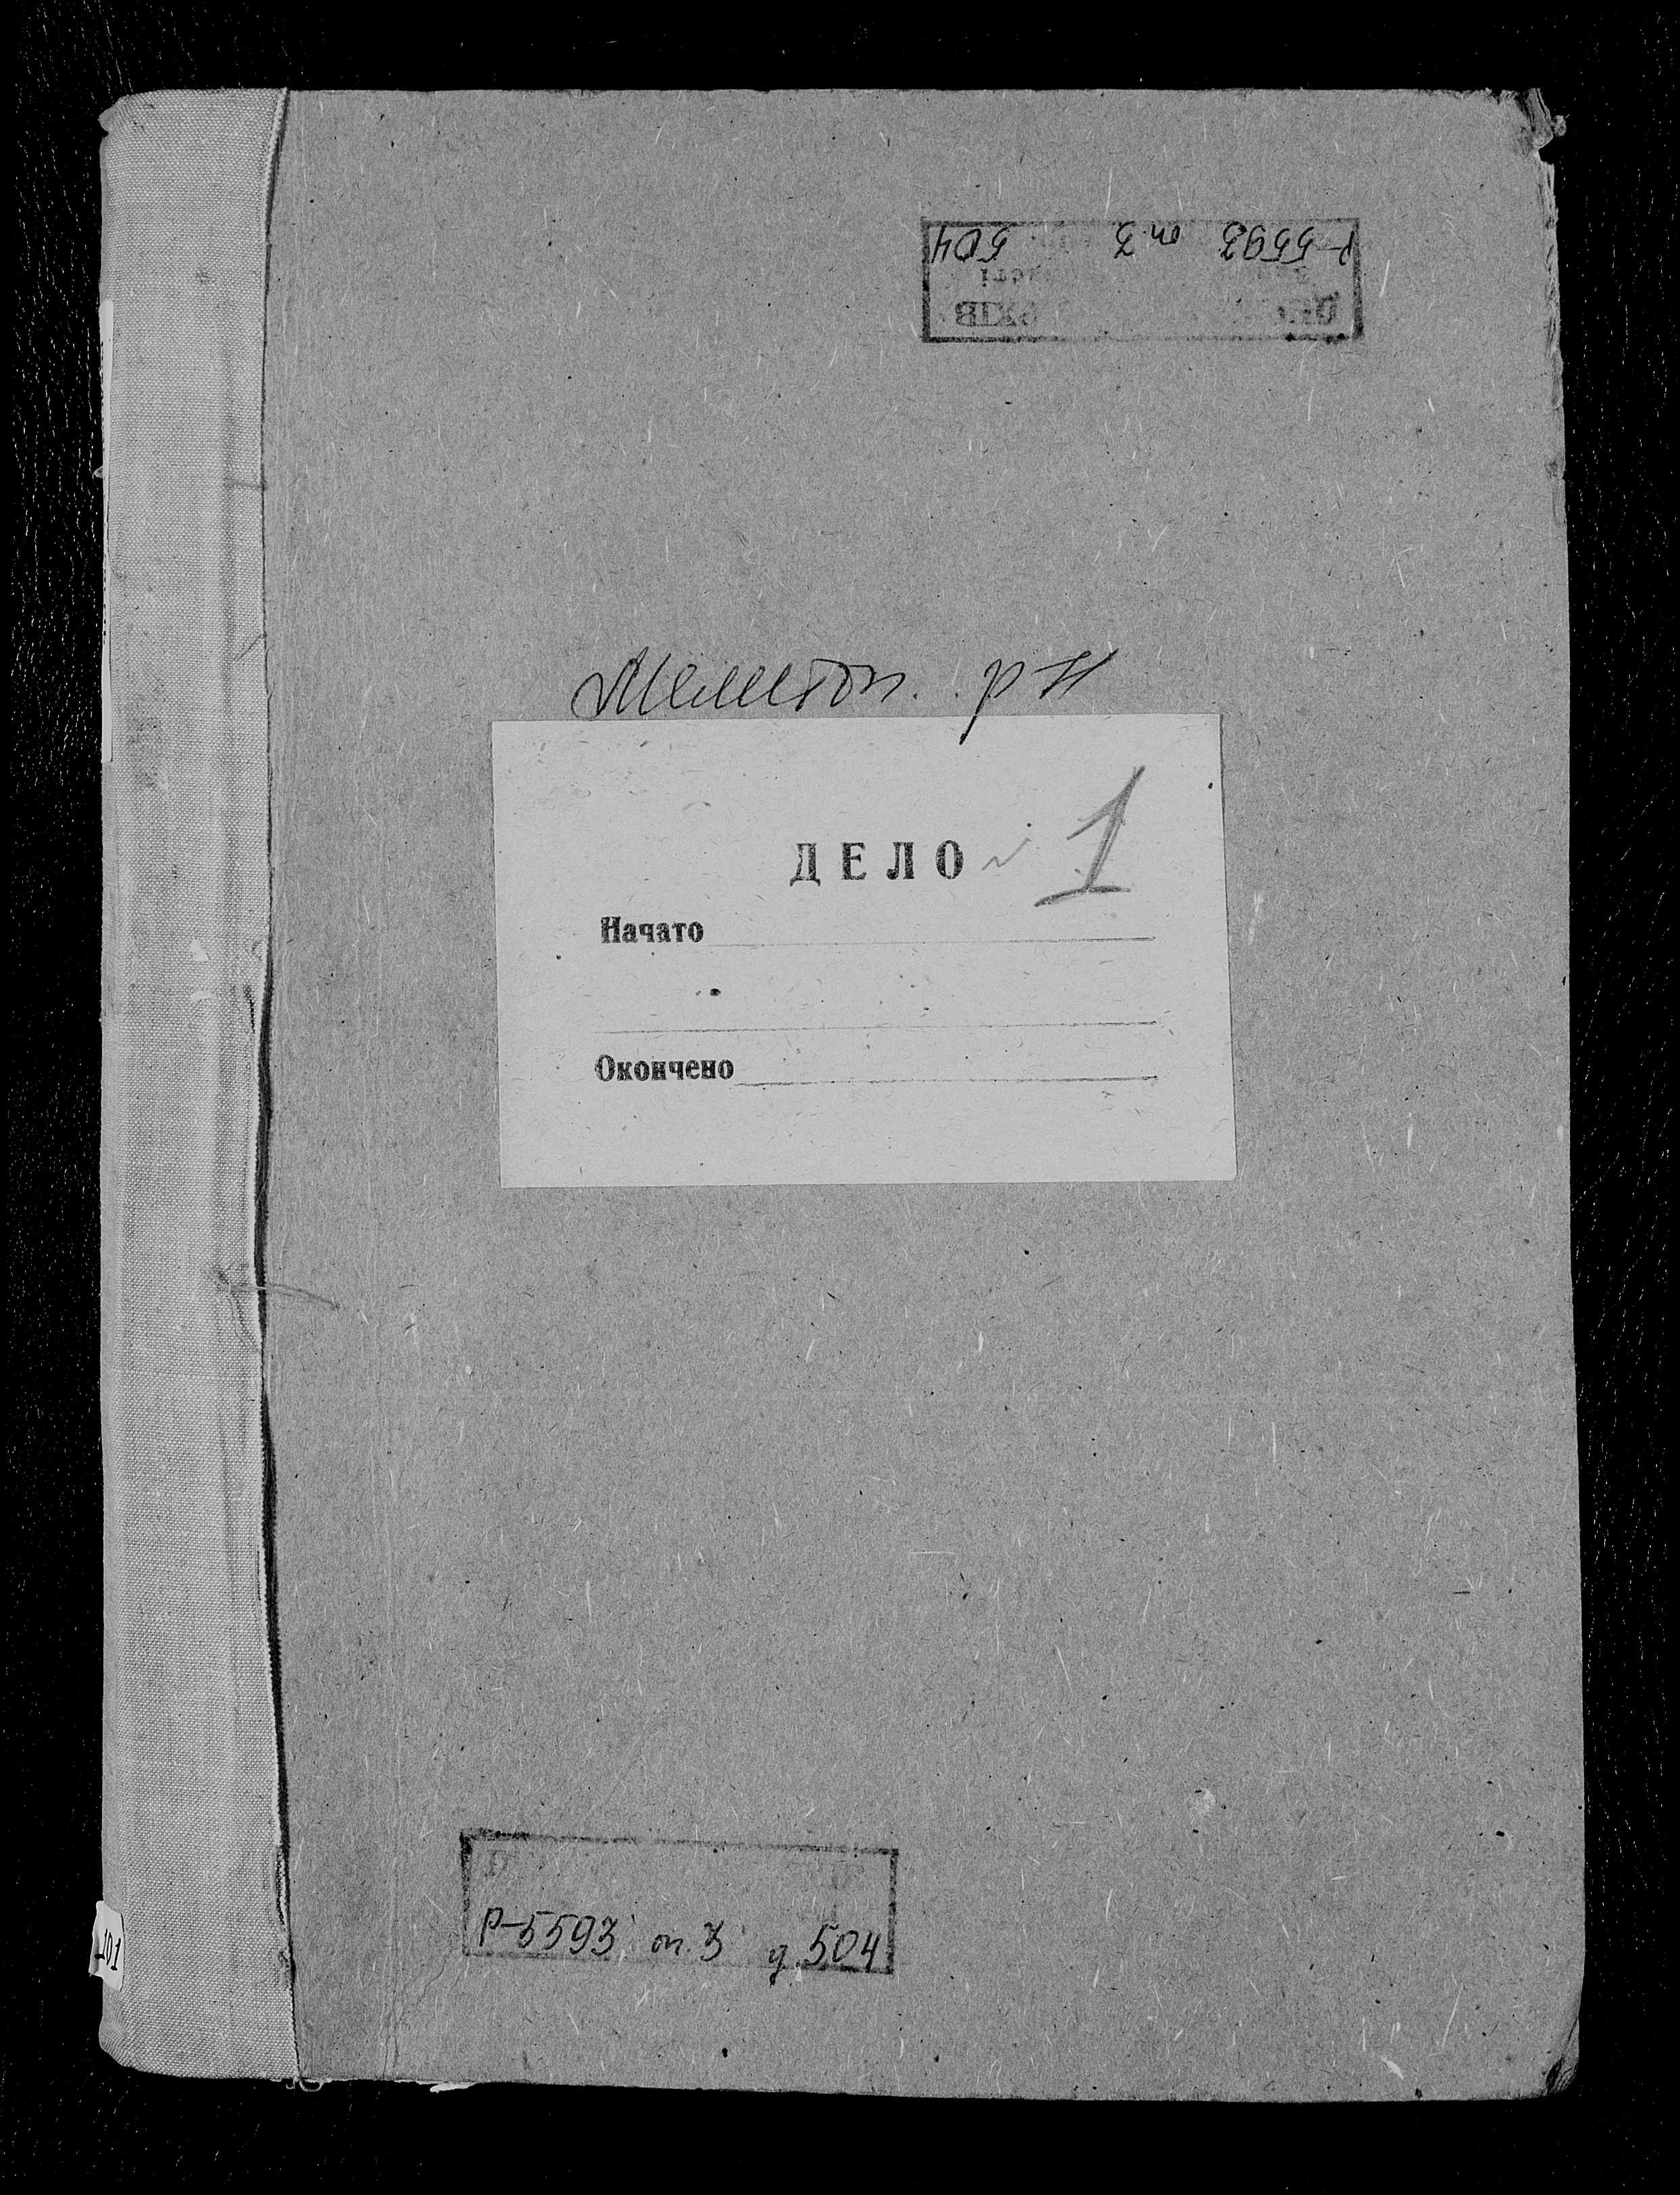 Р-5593 оп.3 504
Мелитоп. р-н
ДЕЛО № 1
Начато
Окончено
Р-5593 оп.3 д.504
101